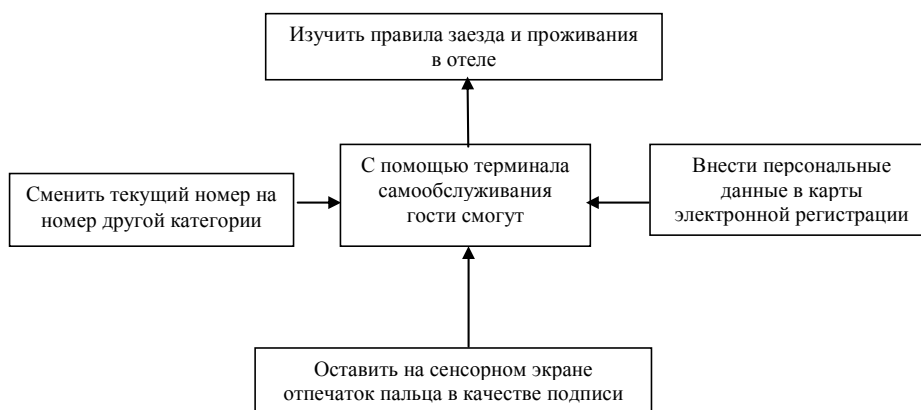 Изучить правила заезда и проживания
в отеле
С помощью терминала
самообслуживания
гости смогут
Сменить текущий номер на
номер другой категории
Внести персональные
данные в карты
электронной регистрации
Оставить на сенсорном экране
отпечаток пальца в качестве подписи